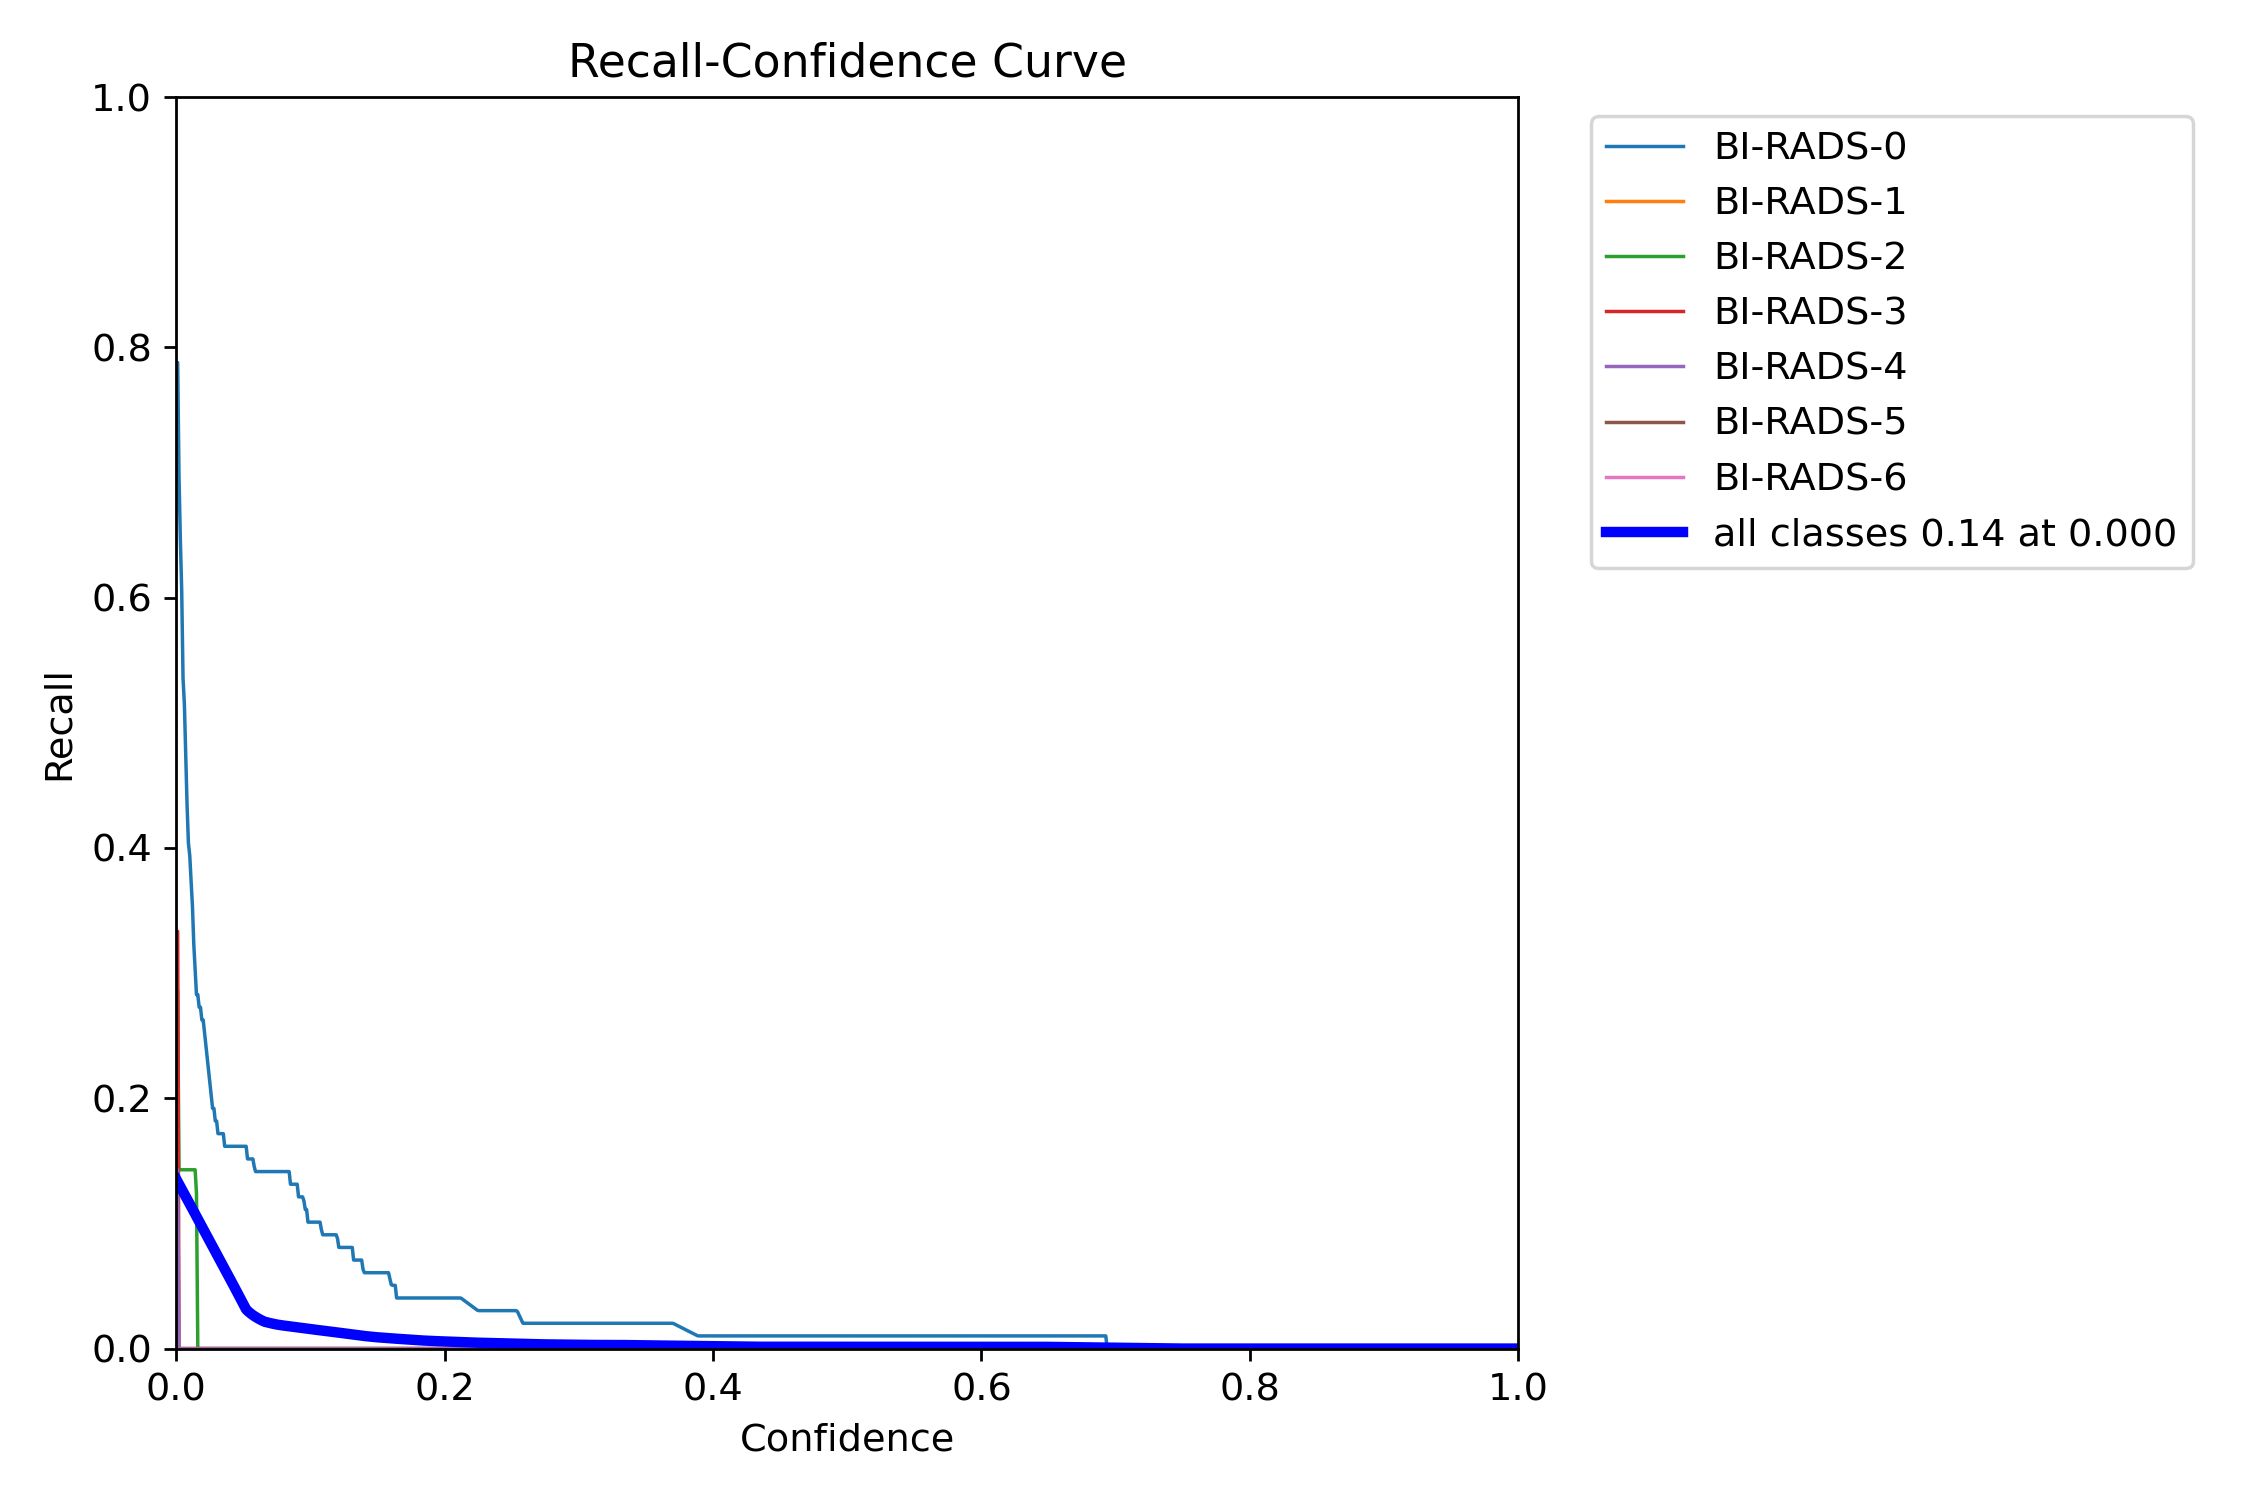 Recall-Confidence Curve
1.0
0.8
0.6
0.4
0.2
0.0
Recall
0.0 0.2 0.4 0.6 0.8 1.0
Confidence
BI-RADS-0
BI-RADS-1
BI-RADS-2
BI-RADS-3
BI-RADS-4
BI-RADS-5
BI-RADS-6
all classes 0.14 at 0.000